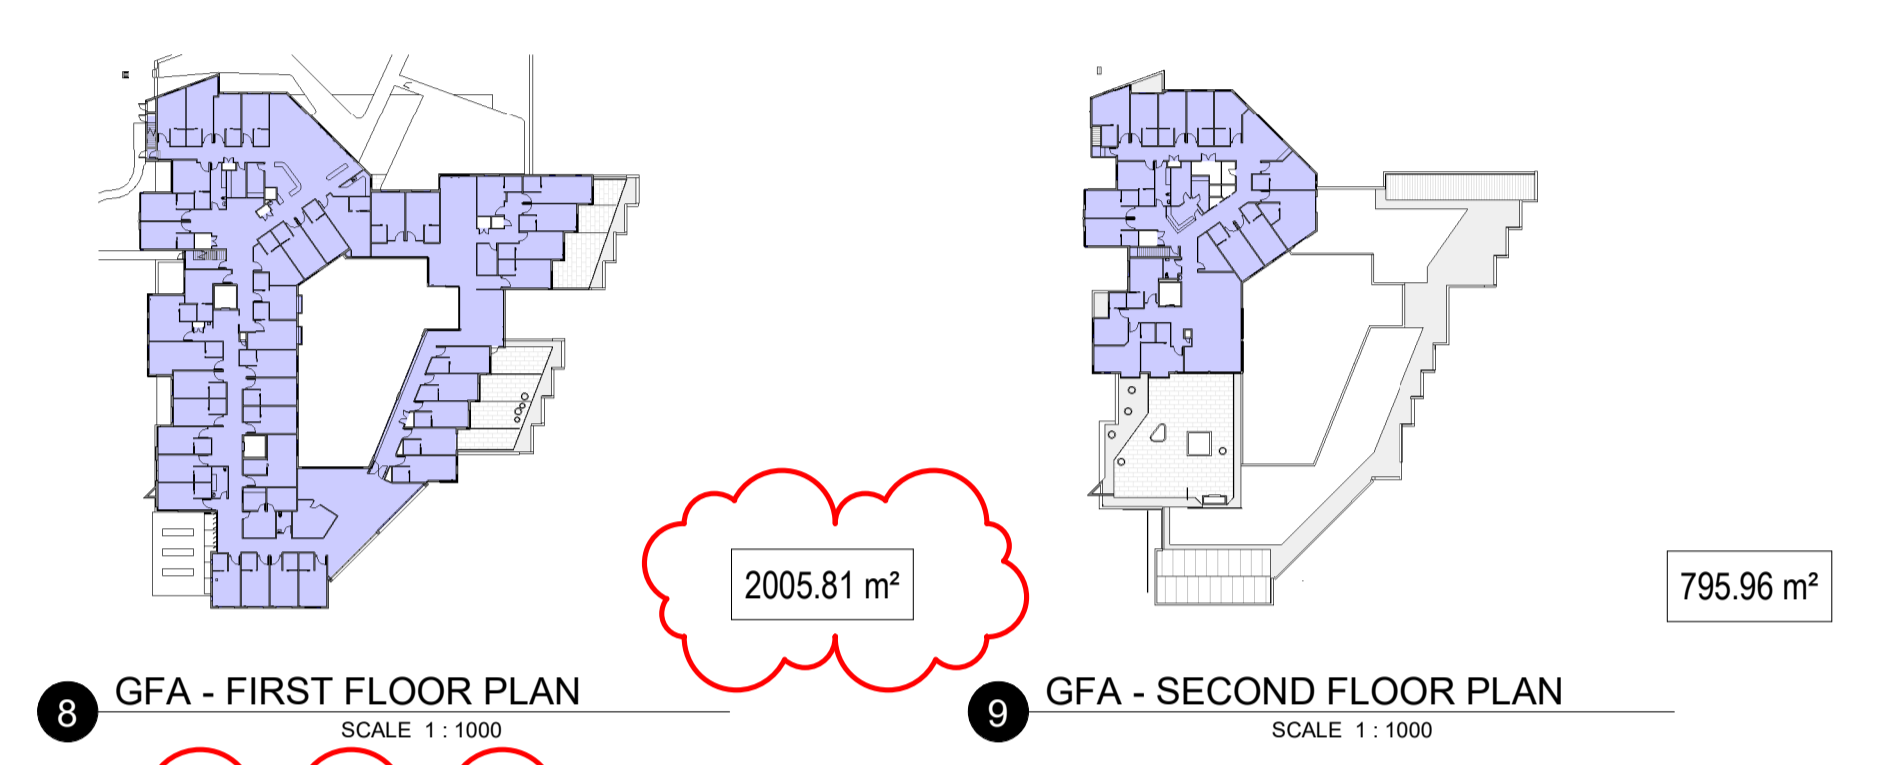 2005.81 m²
795.96 m²
8
GFA - FIRST FLOOR PLAN
SCALE 1 : 1000
9
GFA - SECOND FLOOR PLAN
SCALE 1 : 1000